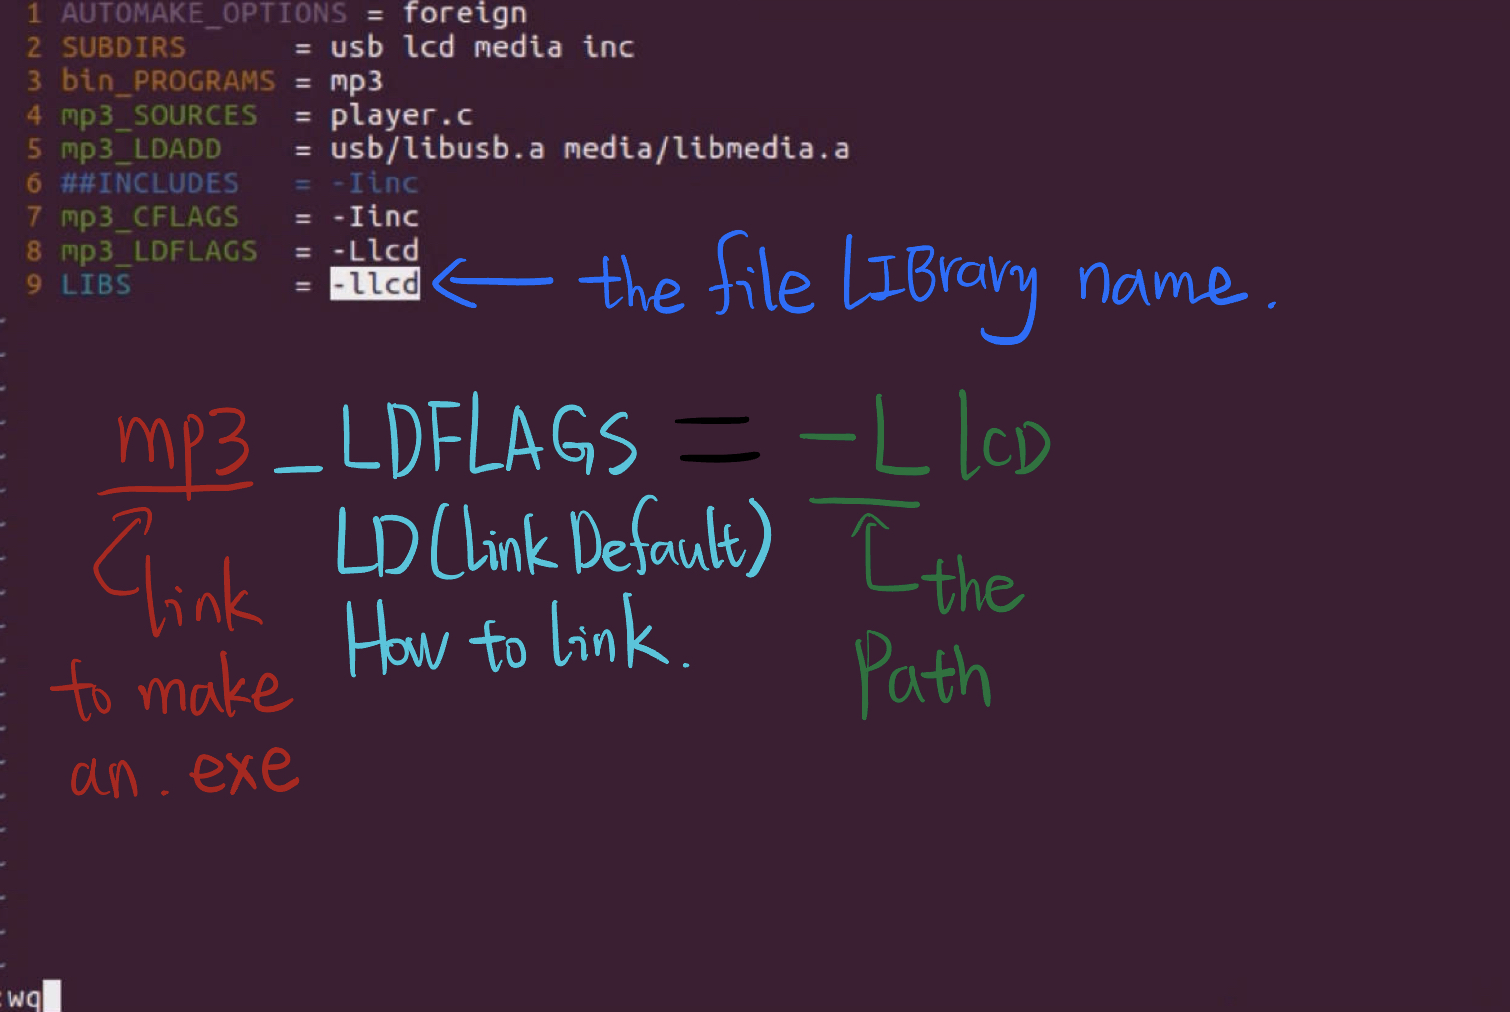 1 AUTOMAKE_OPTIONS = foreign
2 SUBDIRS = usb lcd media inc
3 bin_PROGRAMS = mp3
4 mp3_SOURCES = player.c
5 mp3_LDADD = usb/libusb.a media/libmedia.a
6 ##INCLUDES = -Iinc
7 mp3_CFLAGS = -Iinc
8 mp3_LDFLAGS = -Llcd
9 LIBS = -llcd ← the file LIBrary name.
mp3_LDFLAGS = -L lcD
LD (Link Default)
How to link.
link
to make
an .exe
the
Path
:wq